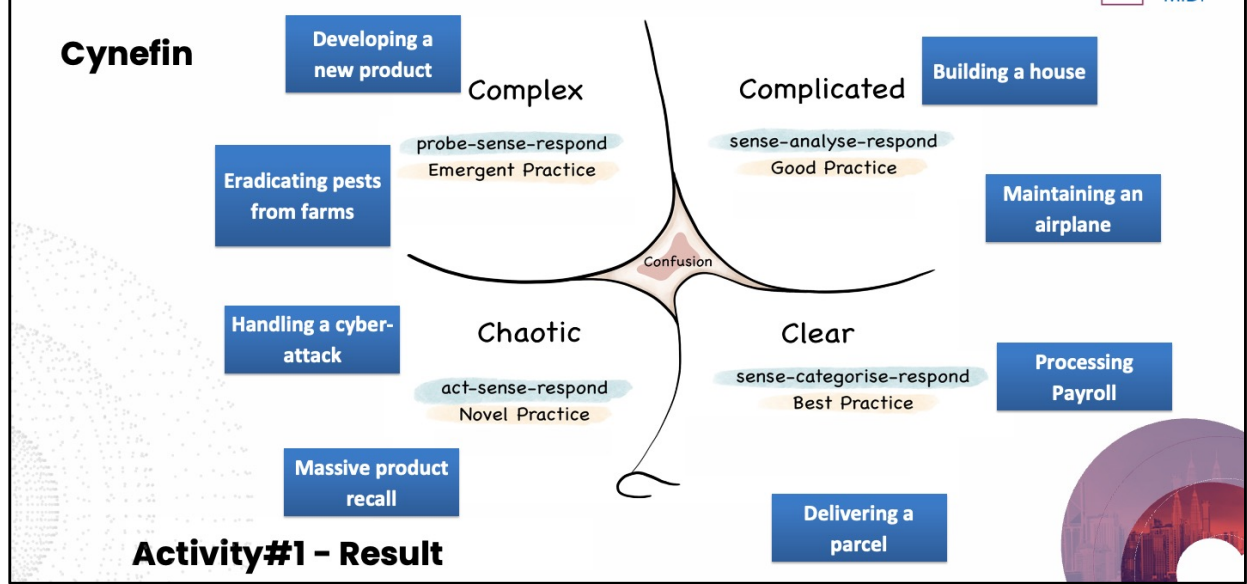 Cynefin
Developing a
new product
Complex
probe-sense-respond
Emergent Practice
Eradicating pests
from farms
Complicated
sense-analyse-respond
Good Practice
Building a house
Maintaining an
airplane
Confusion
Handling a cyber-
attack
Chaotic
act-sense-respond
Novel Practice
Massive product
recall
Clear
sense-categorise-respond
Best Practice
Processing
Payroll
Delivering a
parcel
Activity#1 – Result